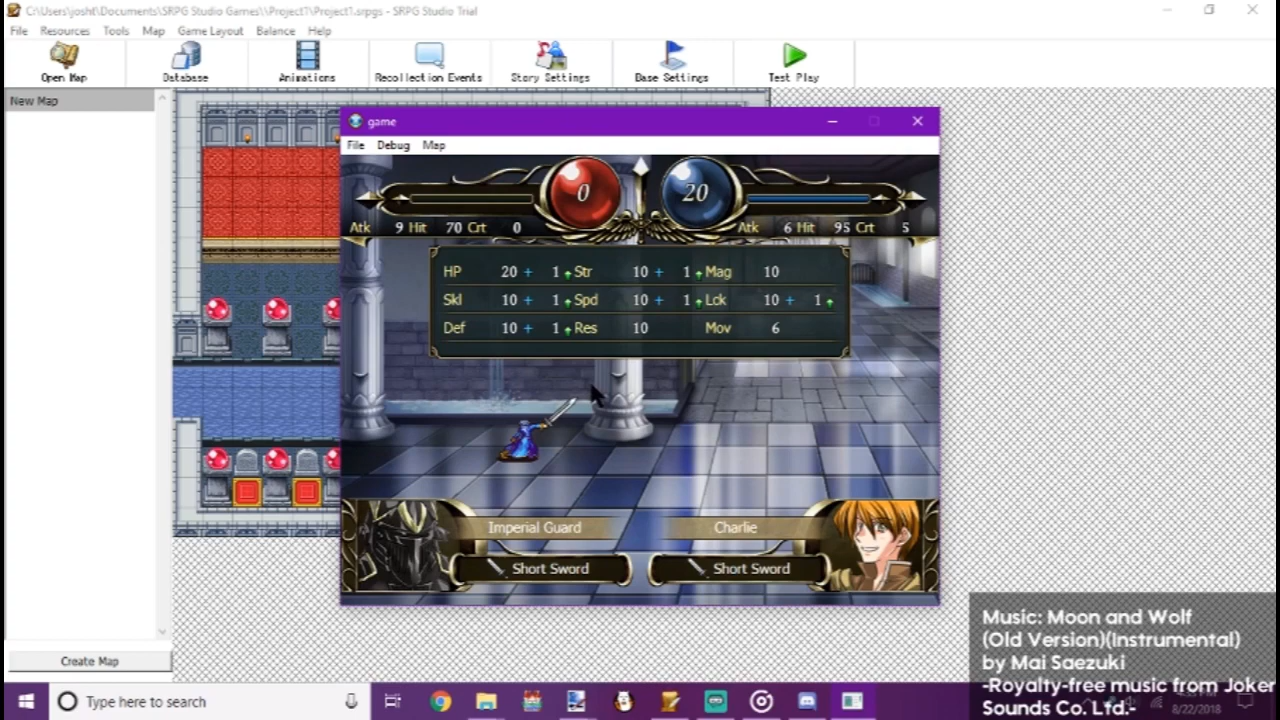 C:\Users\josht\Documents\SRPG Studio Games\\Project1\Project1.srpgs - SRPG Studio Trial
File Resources Tools Map Game Layout Balance Help
Open Map Database Animations Recollection Events Story Settings Base Settings Test Play
New Map
game
File Debug Map
0 20
Atk 9 Hit 70 Crt 0 Atk 6 Hit 95 Crt 5
HP 20 + 1 Str 10 + 1 Mag 10
Skl 10 + 1 Spd 10 + 1 Lck 10 + 1
Def 10 + 1 Res 10 Mov 6
Imperial Guard Charlie
Short Sword Short Sword
Create Map
Music: Moon and Wolf
(Old Version)(Instrumental)
by Mai Saezuki
-Royalty-free music from Joker
Sounds Co. Ltd.-
Type here to search
8/22/2018